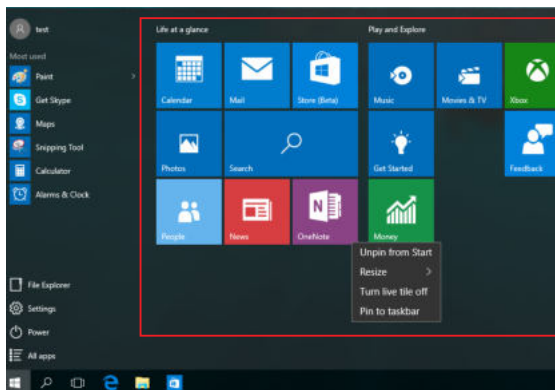 test
Most used
Paint
Get Skype
Maps
Snipping Tool
Calculator
Alarms & Clock
File Explorer
Settings
Power
All apps
Life at a glance
Calendar
Mail
Store (Beta)
Photos
Search
People
News
OneNote
Play and Explore
Music
Movies & TV
Xbox
Get Started
Feedback
Money
Unpin from Start
Resize
Turn live tile off
Pin to taskbar